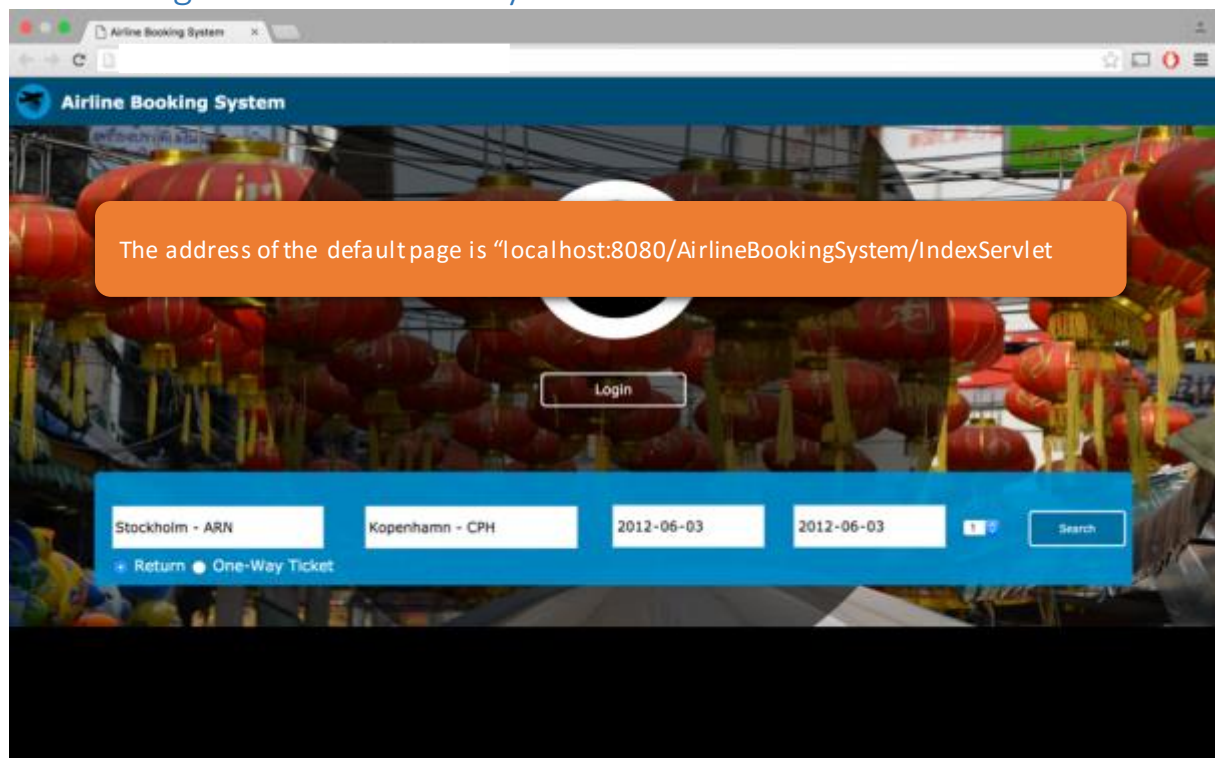 Airline Booking System
Airline Booking System
The address of the default page is “localhost:8080/AirlineBookingSystem/IndexServlet
Login
Stockholm - ARN
Kopenhamn - CPH
2012-06-03
2012-06-03
1
Search
Return
One-Way Ticket